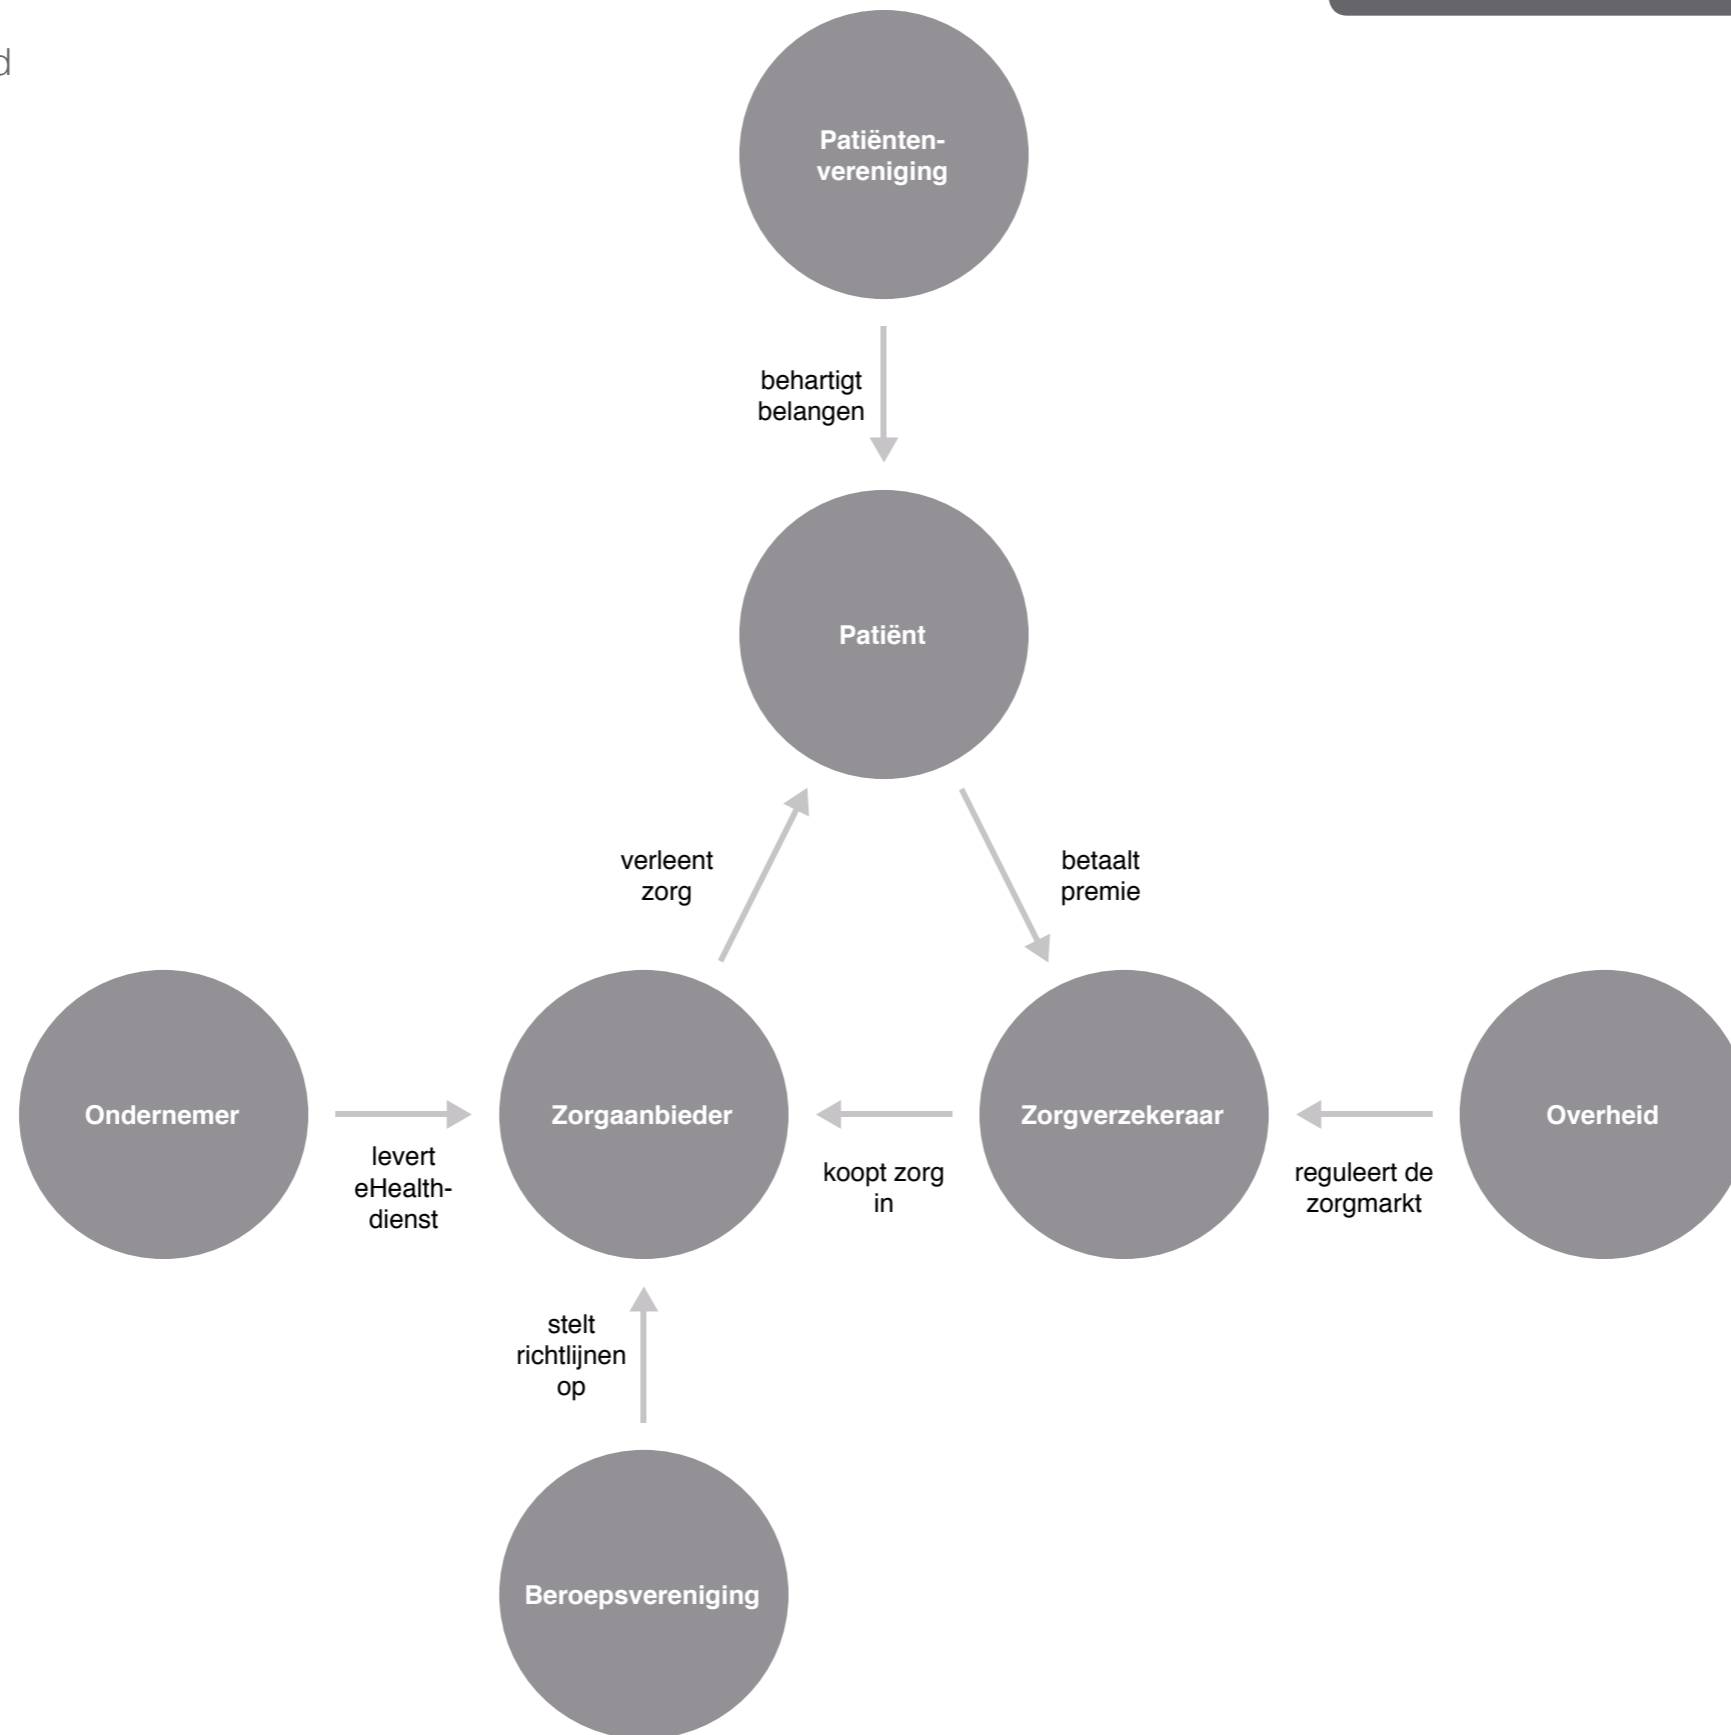 d
Patiënten-
vereniging
behartigt
belangen
Patiënt
verleent
zorg
betaalt
premie
Ondernemer
levert
eHealth-
dienst
Zorgaanbieder
koopt zorg
in
Zorgverzekeraar
reguleert de
zorgmarkt
Overheid
stelt
richtlijnen
op
Beroepsvereniging